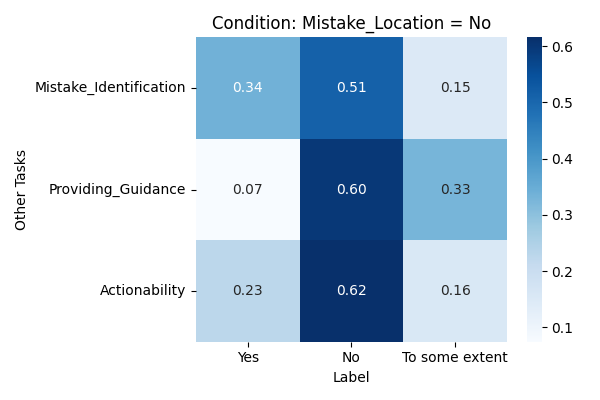 Condition: Mistake_Location = No
Other Tasks
Mistake_Identification
0.34 0.51 0.15
Providing_Guidance
0.07 0.60 0.33
Actionability
0.23 0.62 0.16
Yes No To some extent
Label
0.6
0.5
0.4
0.3
0.2
0.1